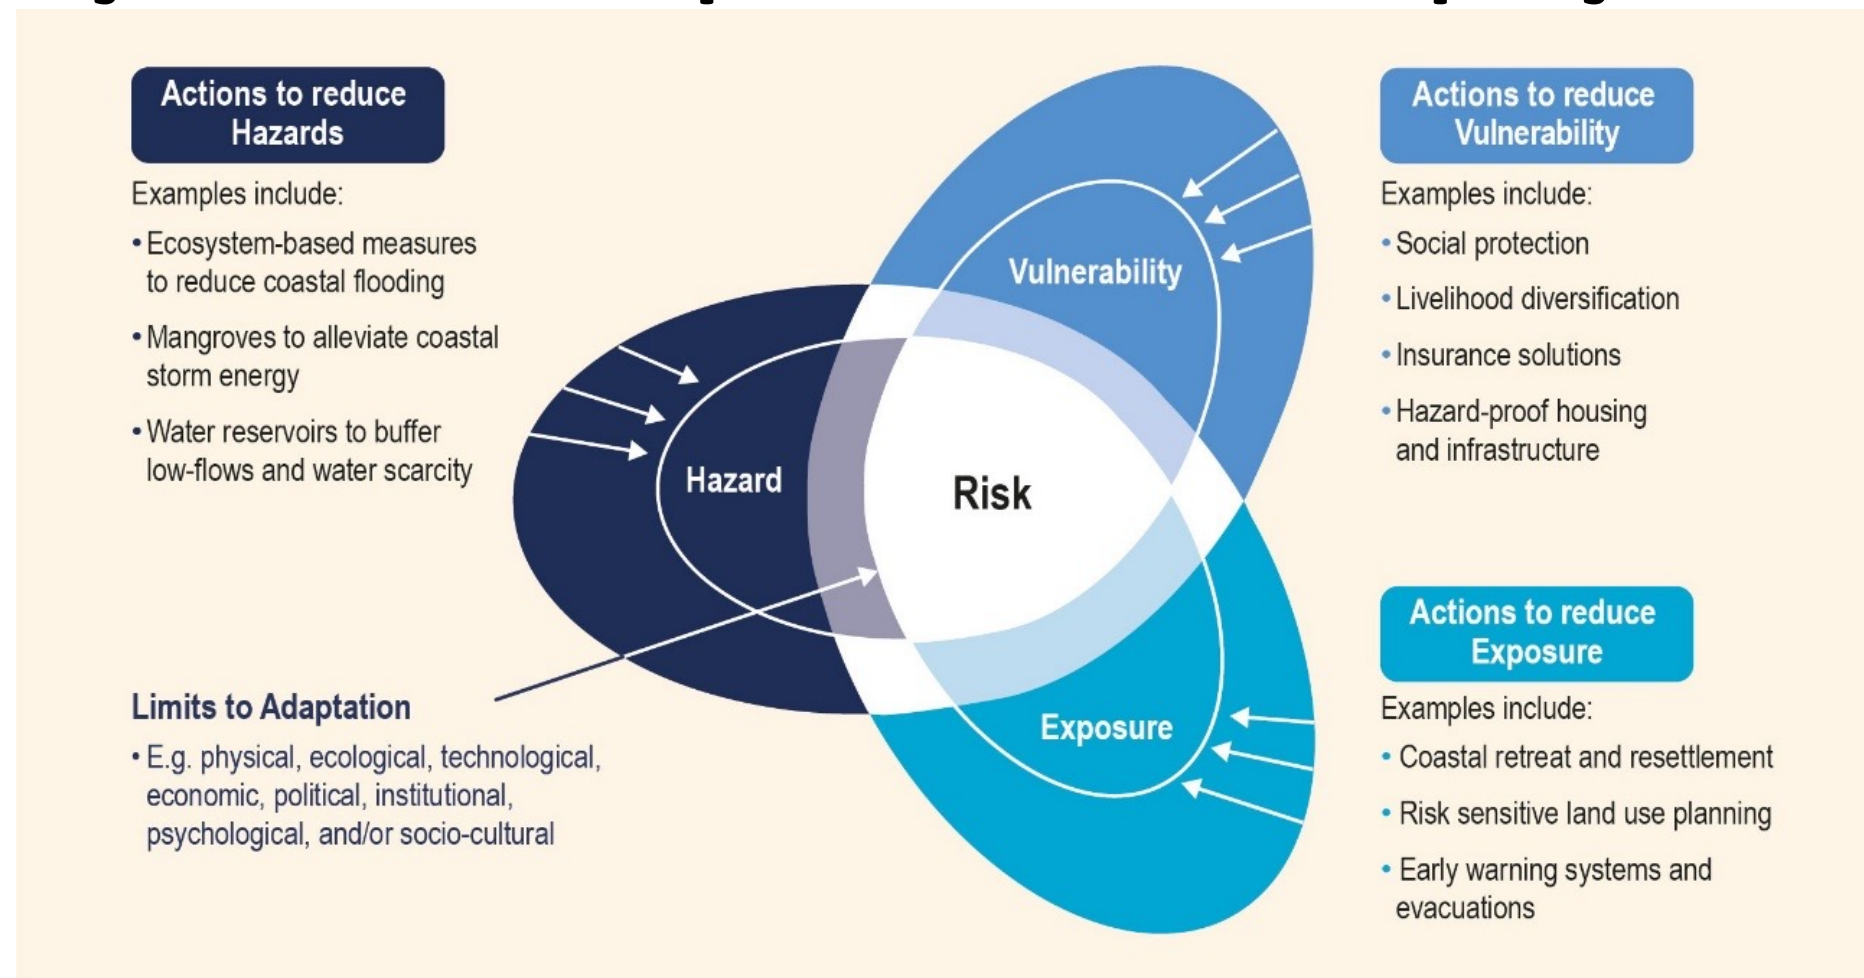 Actions to reduce
Hazards
Examples include:
• Ecosystem-based measures
to reduce coastal flooding
• Mangroves to alleviate coastal
storm energy
• Water reservoirs to buffer
low-flows and water scarcity
Limits to Adaptation
• E.g. physical, ecological, technological,
economic, political, institutional,
psychological, and/or socio-cultural
Vulnerability
Hazard
Risk
Exposure
Actions to reduce
Vulnerability
Examples include:
• Social protection
• Livelihood diversification
• Insurance solutions
• Hazard-proof housing
and infrastructure
Actions to reduce
Exposure
Examples include:
• Coastal retreat and resettlement
• Risk sensitive land use planning
• Early warning systems and
evacuations